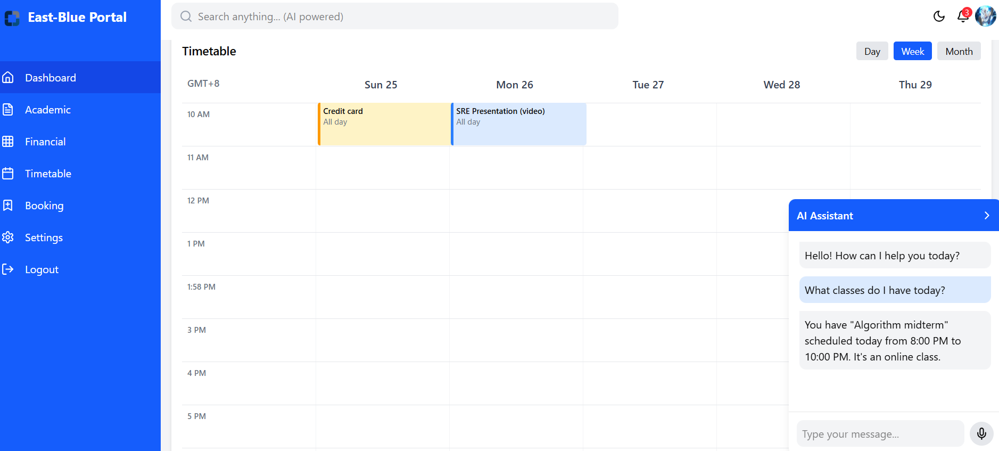 East-Blue Portal
Search anything... (AI powered)
3
Dashboard
Academic
Financial
Timetable
Booking
Settings
Logout
Timetable
Day
Week
Month
GMT+8
Sun 25
Mon 26
Tue 27
Wed 28
Thu 29
10 AM
Credit card
All day
SRE Presentation (video)
All day
11 AM
12 PM
1 PM
1:58 PM
3 PM
4 PM
5 PM
AI Assistant
Hello! How can I help you today?
What classes do I have today?
You have "Algorithm midterm"
scheduled today from 8:00 PM to
10:00 PM. It's an online class.
Type your message...